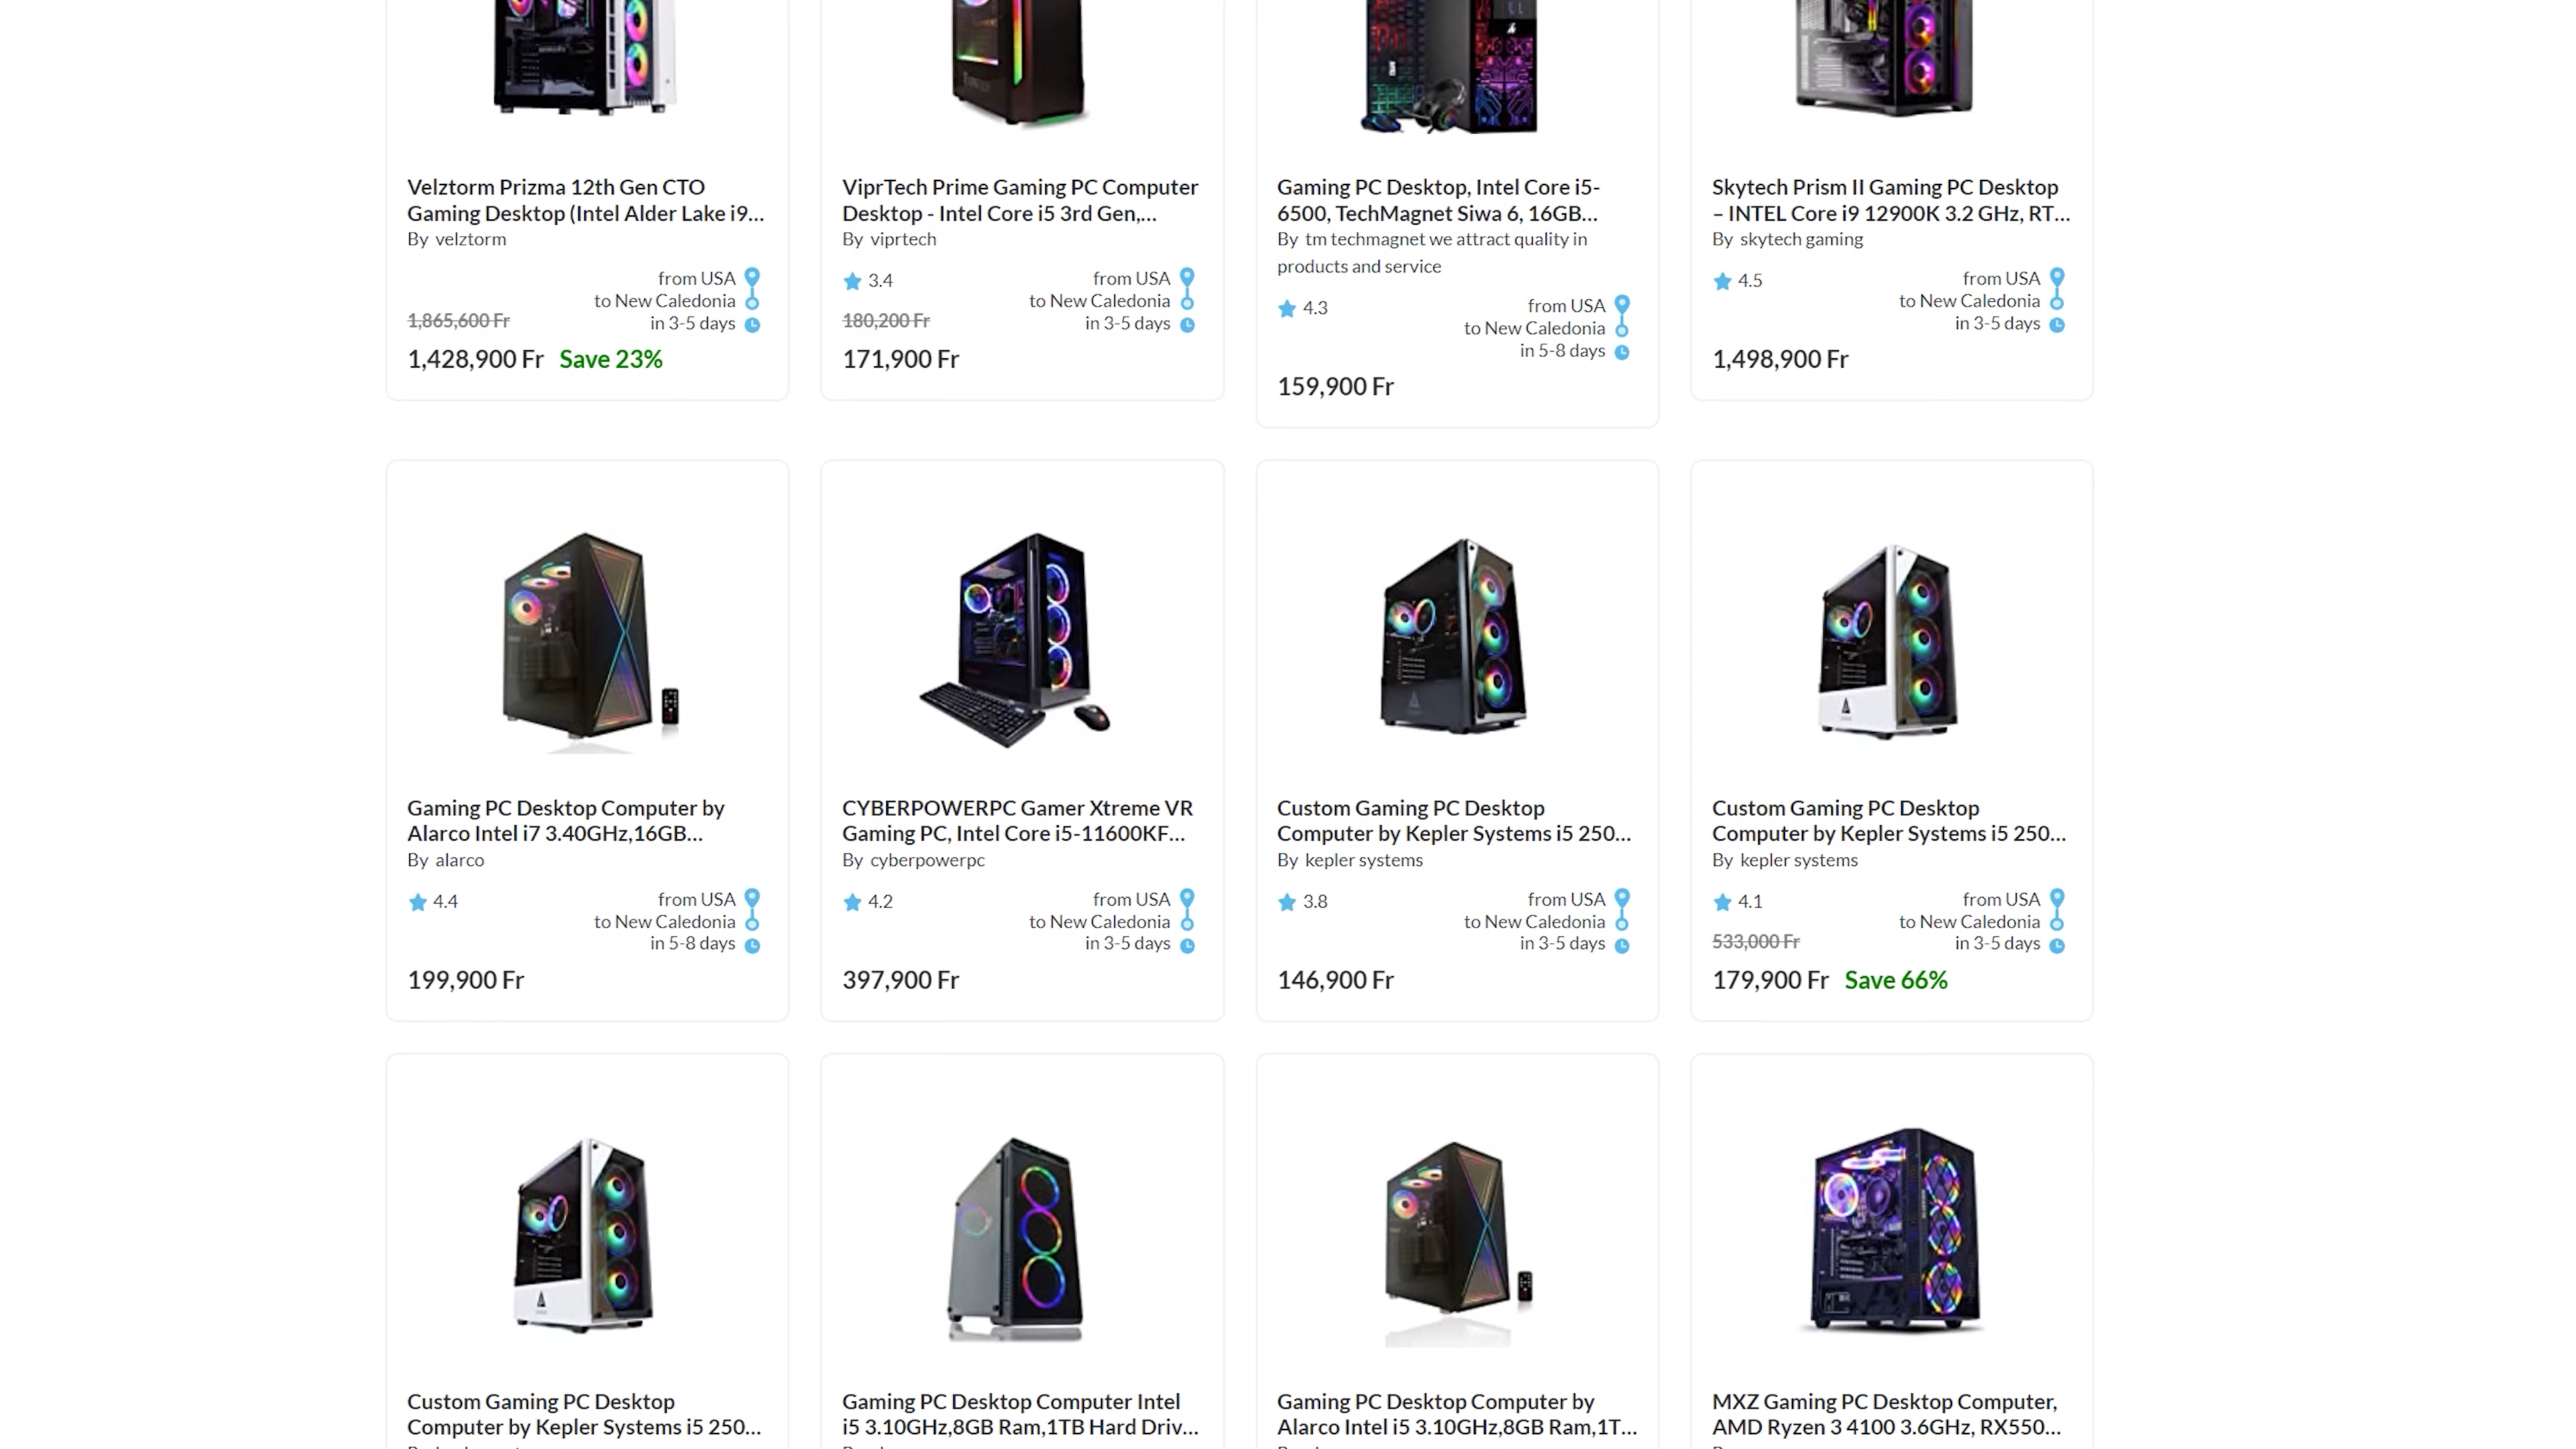 Velztorm Prizma 12th Gen CTO
Gaming Desktop (Intel Alder Lake i9...
By velztorm
from USA
to New Caledonia
in 3-5 days
1,865,600 Fr
1,428,900 Fr Save 23%
ViprTech Prime Gaming PC Computer
Desktop - Intel Core i5 3rd Gen,...
By viprtech
3.4
from USA
to New Caledonia
in 3-5 days
180,200 Fr
171,900 Fr
Gaming PC Desktop, Intel Core i5-
6500, TechMagnet Siwa 6, 16GB...
By tm techmagnet we attract quality in
products and service
4.3
from USA
to New Caledonia
in 5-8 days
159,900 Fr
Skytech Prism II Gaming PC Desktop
– INTEL Core i9 12900K 3.2 GHz, RT...
By skytech gaming
4.5
from USA
to New Caledonia
in 3-5 days
1,498,900 Fr
Gaming PC Desktop Computer by
Alarco Intel i7 3.40GHz,16GB...
By alarco
4.4
from USA
to New Caledonia
in 5-8 days
199,900 Fr
CYBERPOWERPC Gamer Xtreme VR
Gaming PC, Intel Core i5-11600KF...
By cyberpowerpc
4.2
from USA
to New Caledonia
in 3-5 days
397,900 Fr
Custom Gaming PC Desktop
Computer by Kepler Systems i5 250...
By kepler systems
3.8
from USA
to New Caledonia
in 3-5 days
146,900 Fr
Custom Gaming PC Desktop
Computer by Kepler Systems i5 250...
By kepler systems
4.1
from USA
to New Caledonia
in 3-5 days
533,000 Fr
179,900 Fr Save 66%
Custom Gaming PC Desktop
Computer by Kepler Systems i5 250...
Gaming PC Desktop Computer Intel
i5 3.10GHz,8GB Ram,1TB Hard Driv...
Gaming PC Desktop Computer by
Alarco Intel i5 3.10GHz,8GB Ram,1T...
MXZ Gaming PC Desktop Computer,
AMD Ryzen 3 4100 3.6GHz, RX550...